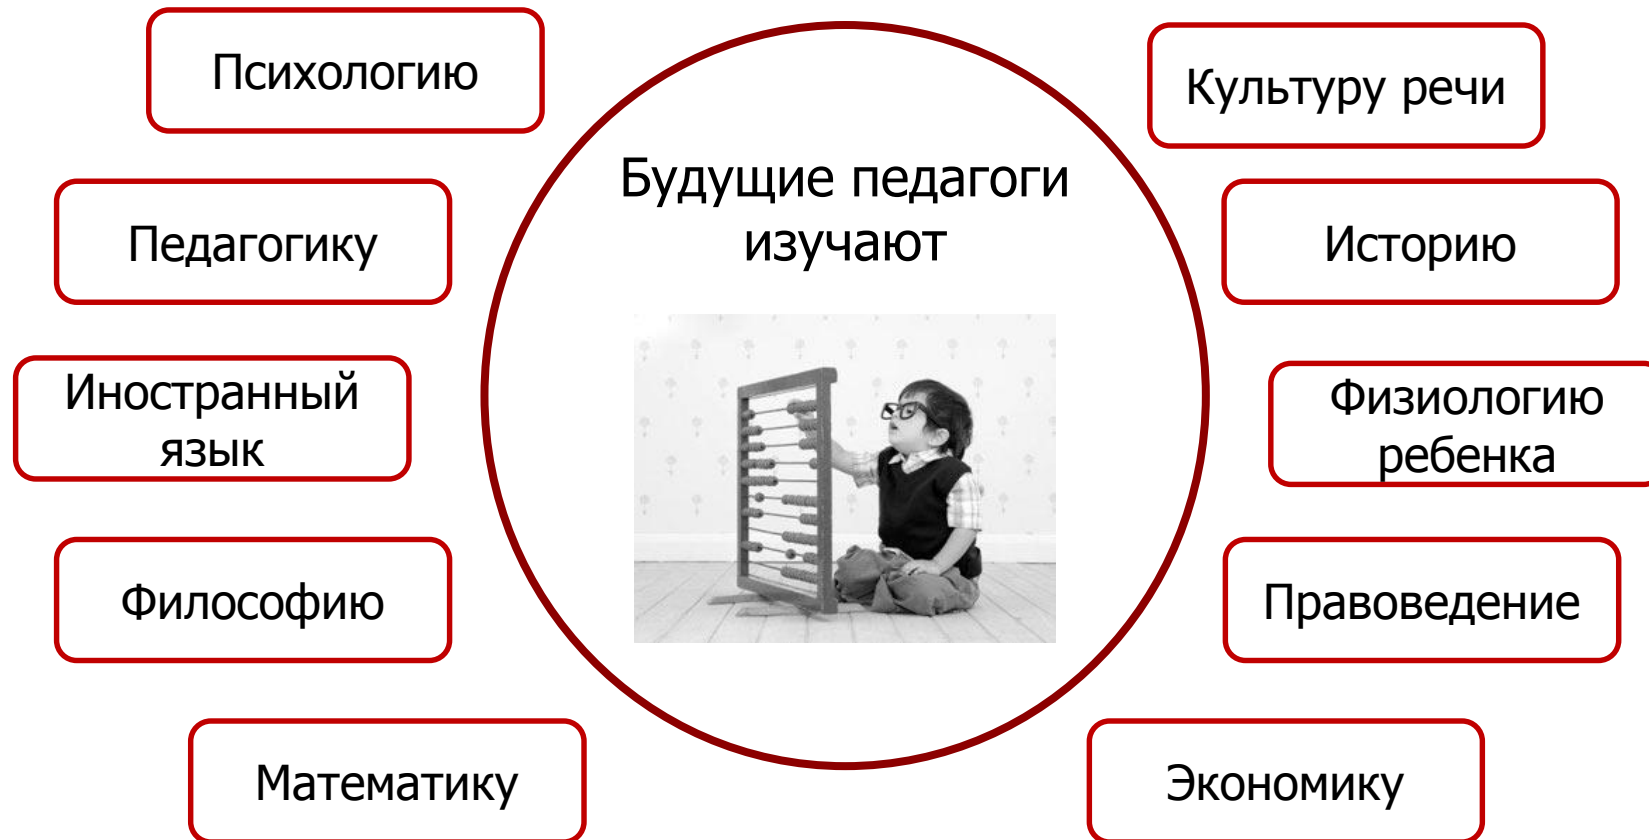 Психологию
Педагогику
Иностранный
язык
Философию
Математику
Будущие педагоги
изучают
Культуру речи
Историю
Физиологию
ребенка
Правоведение
Экономику